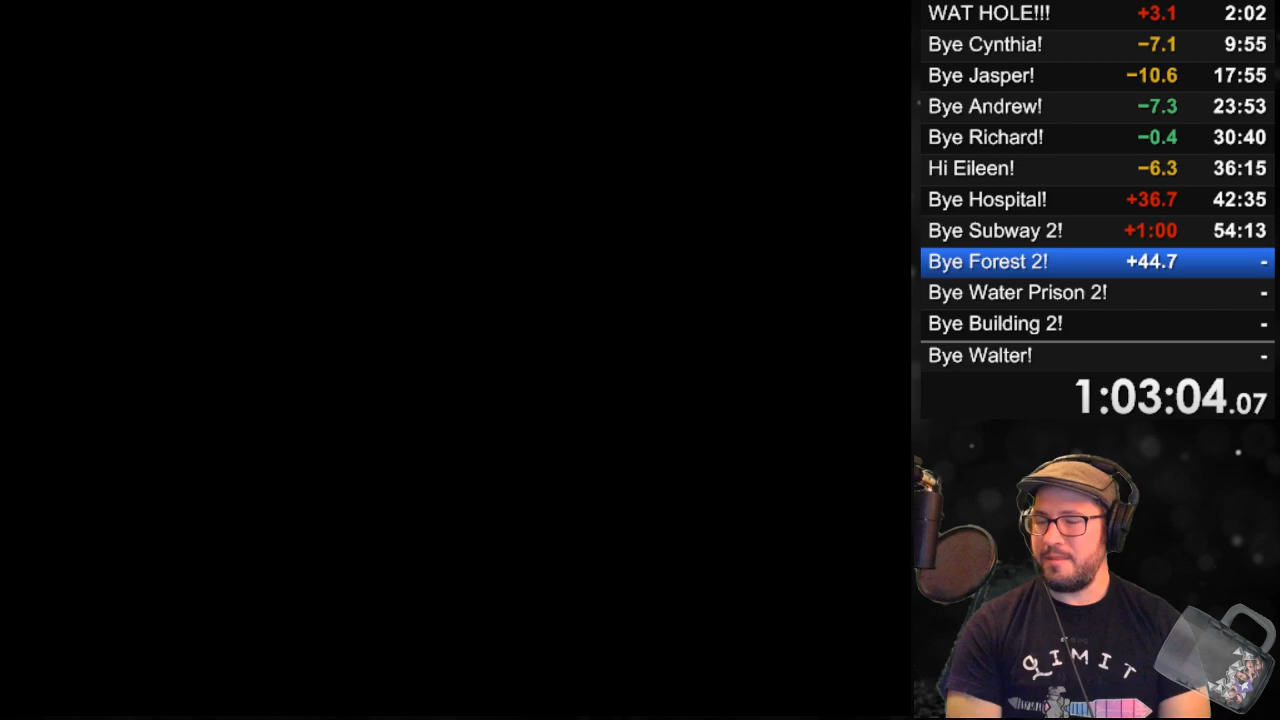 WAT HOLE!!! +3.1 2:02
Bye Cynthia! −7.1 9:55
Bye Jasper! −10.6 17:55
Bye Andrew! −7.3 23:53
Bye Richard! −0.4 30:40
Hi Eileen! −6.3 36:15
Bye Hospital! +36.7 42:35
Bye Subway 2! +1:00 54:13
Bye Forest 2! +44.7 -
Bye Water Prison 2! -
Bye Building 2! -
Bye Walter! -
1:03:04.07
QIMIT